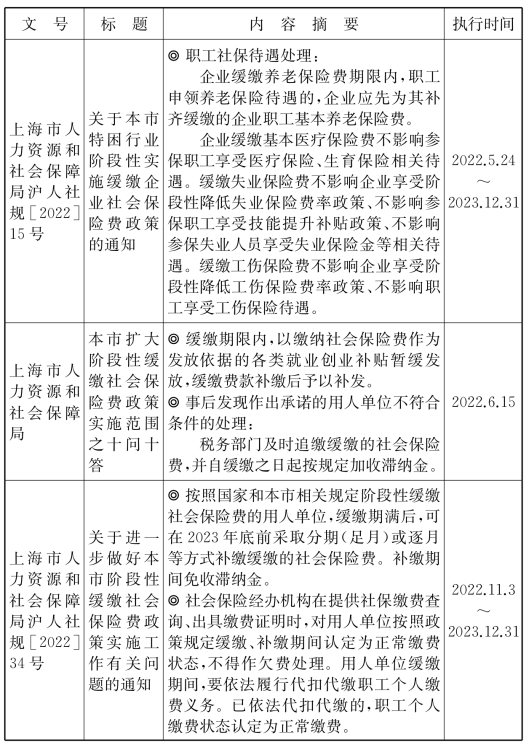 文　号
标　题
内　容　摘　要
执行时间
上海市人
力资源和
社会保障
局沪人社
规［2022］
15号
关于本市
特困行业
阶段性实
施缓缴企
业社会保
险费政策
的通知
◎ 职工社保待遇处理：
企业缓缴养老保险费期限内，职工
申领养老保险待遇的，企业应先为其补
齐缓缴的企业职工基本养老保险费。
企业缓缴基本医疗保险费不影响参
保职工享受医疗保险、生育保险相关待
遇。缓缴失业保险费不影响企业享受阶
段性降低失业保险费率政策、不影响参
保职工享受技能提升补贴政策、不影响
参保失业人员享受失业保险金等相关待
遇。缓缴工伤保险费不影响企业享受阶
段性降低工伤保险费率政策、不影响职
工享受工伤保险待遇。
2022.5.24
～
2023.12.31
上海市人
力资源和
社会保障
局
本市扩大
阶段性缓
缴社会保
险费政策
实施范围
之十问十
答
◎ 缓缴期限内，以缴纳社会保险费作为
发放依据的各类就业创业补贴暂缓发
放，缓缴费款补缴后予以补发。
◎ 事后发现作出承诺的用人单位不符合
条件的处理：
税务部门及时追缴缓缴的社会保险
费，并自缓缴之日起按规定加收滞纳金。
2022.6.15
上海市人
力资源和
社会保障
局沪人社
规［2022］
34号
关于进一
步做好本
市阶段性
缓缴社会
保险费政
策实施工
作有关问
题的通知
◎ 按照国家和本市相关规定阶段性缓缴
社会保险费的用人单位，缓缴期满后，可
在2023年底前采取分期（足月）或逐月
等方式补缴缓缴的社会保险费。补缴期
间免收滞纳金。
◎ 社会保险经办机构在提供社保缴费查
询、出具缴费证明时，对用人单位按照政
策规定缓缴、补缴期间认定为正常缴费
状态，不得作欠费处理。用人单位缓缴
期间，要依法履行代扣代缴职工个人缴
费义务。已依法代扣代缴的，职工个人
缴费状态认定为正常缴费。
2022.11.3
～
2023.12.31